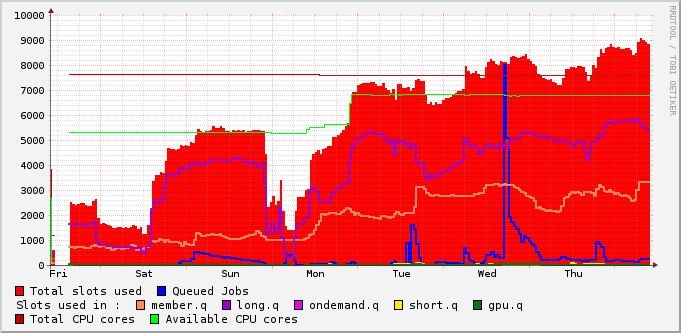 10000
9000
8000
7000
6000
5000
4000
3000
2000
1000
0
Fri Sat Sun Mon Tue Wed Thu
RRDTOOL / TOBI OETIKER
Total slots used Queued Jobs
Slots used in : member.q long.q ondemand.q short.q gpu.q
Total CPU cores Available CPU cores